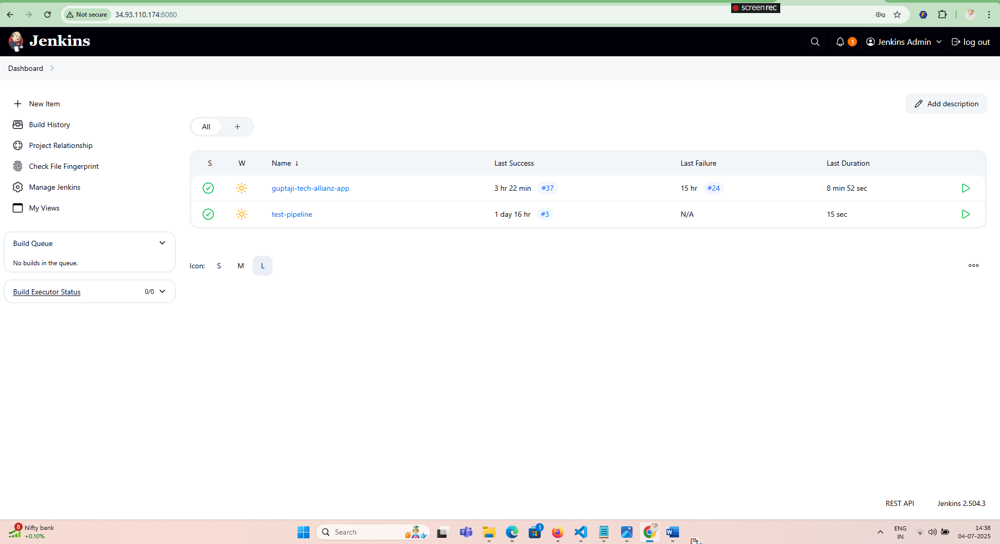 screenrec
Not secure 34.93.110.174:8080
Jenkins
1 Jenkins Admin log out
Dashboard
New Item
Build History
Project Relationship
Check File Fingerprint
Manage Jenkins
My Views
Build Queue
No builds in the queue.
Build Executor Status 0/0
Add description
All +
S W Name ↓ Last Success Last Failure Last Duration
guptaji-tech-allianz-app 3 hr 22 min #37 15 hr #24 8 min 52 sec
test-pipeline 1 day 16 hr #3 N/A 15 sec
Icon: S M L
REST API Jenkins 2.504.3
8 Nifty bank
+0.10%
Search
1
ENG
IN
14:38
04-07-2025